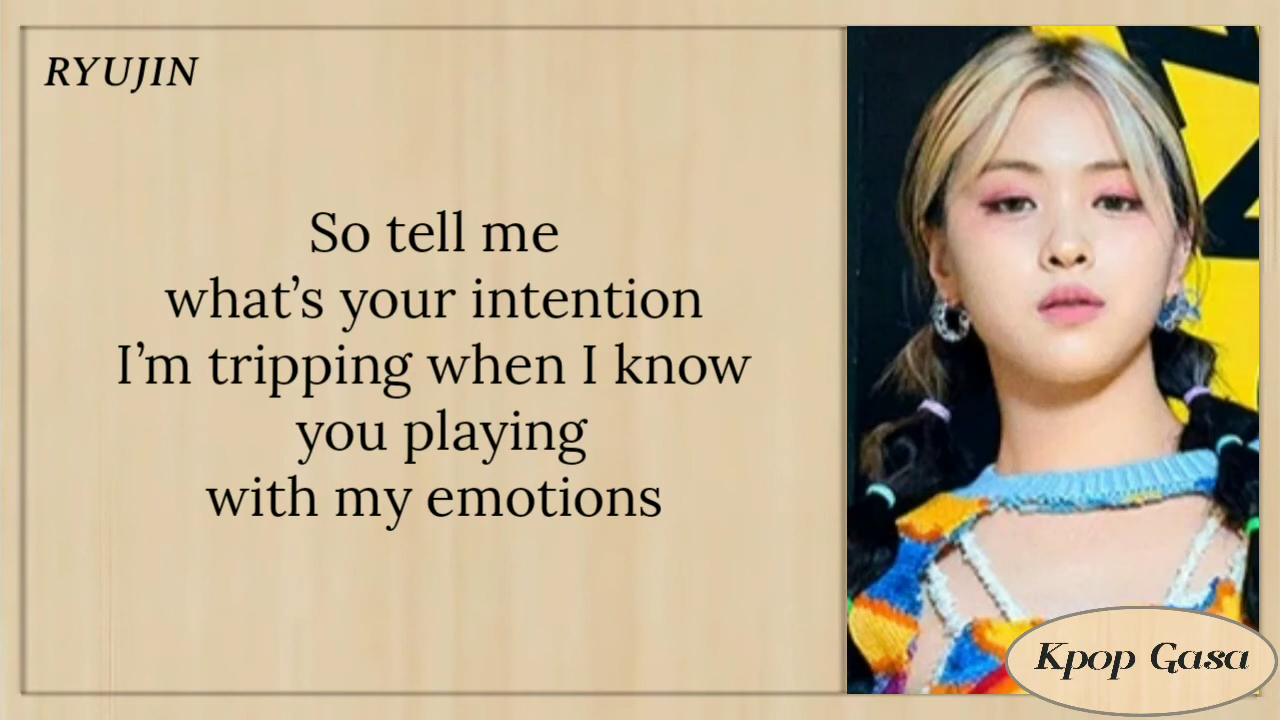 RYUJIN
So tell me
what’s your intention
I’m tripping when I know
you playing
with my emotions
Kpop Gasa